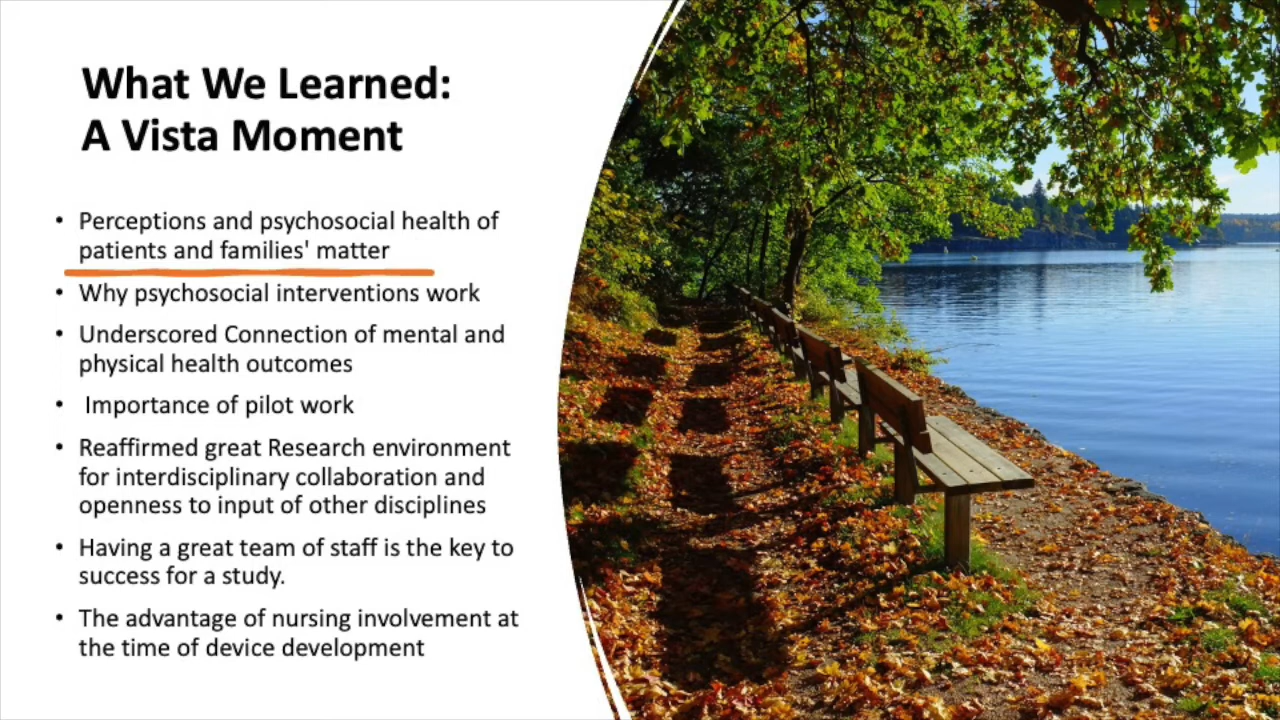 What We Learned:
A Vista Moment
• Perceptions and psychosocial health of
patients and families' matter
• Why psychosocial interventions work
• Underscored Connection of mental and
physical health outcomes
• Importance of pilot work
• Reaffirmed great Research environment
for interdisciplinary collaboration and
openness to input of other disciplines
• Having a great team of staff is the key to
success for a study.
• The advantage of nursing involvement at
the time of device development